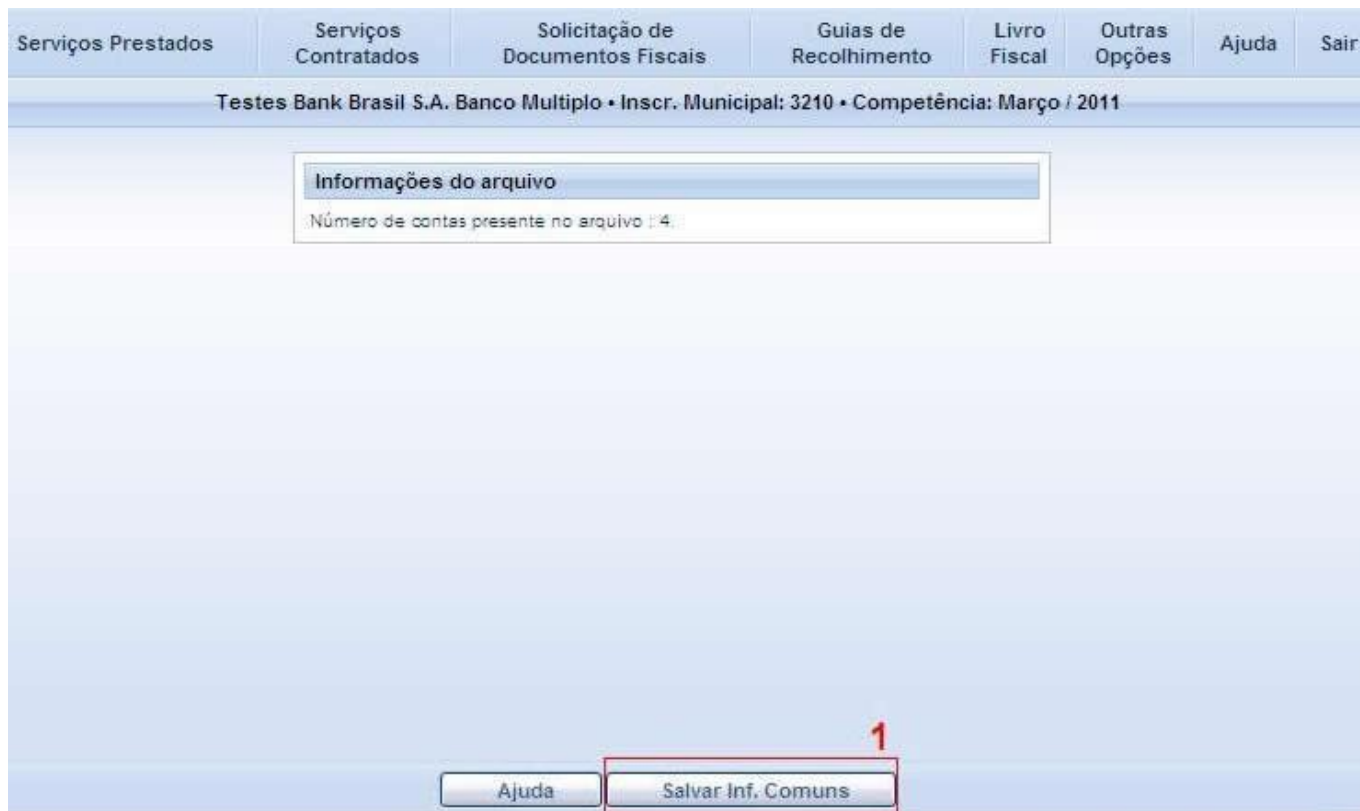 Serviços Prestados
Serviços
Contratados
Solicitação de
Documentos Fiscais
Guias de
Recolhimento
Livro
Fiscal
Outras
Opções
Ajuda
Sair
Testes Bank Brasil S.A. Banco Multiplo • Inscr. Municipal: 3210 • Competência: Março / 2011
Informações do arquivo
Número de contas presente no arquivo : 4.
1
Ajuda
Salvar Inf. Comuns